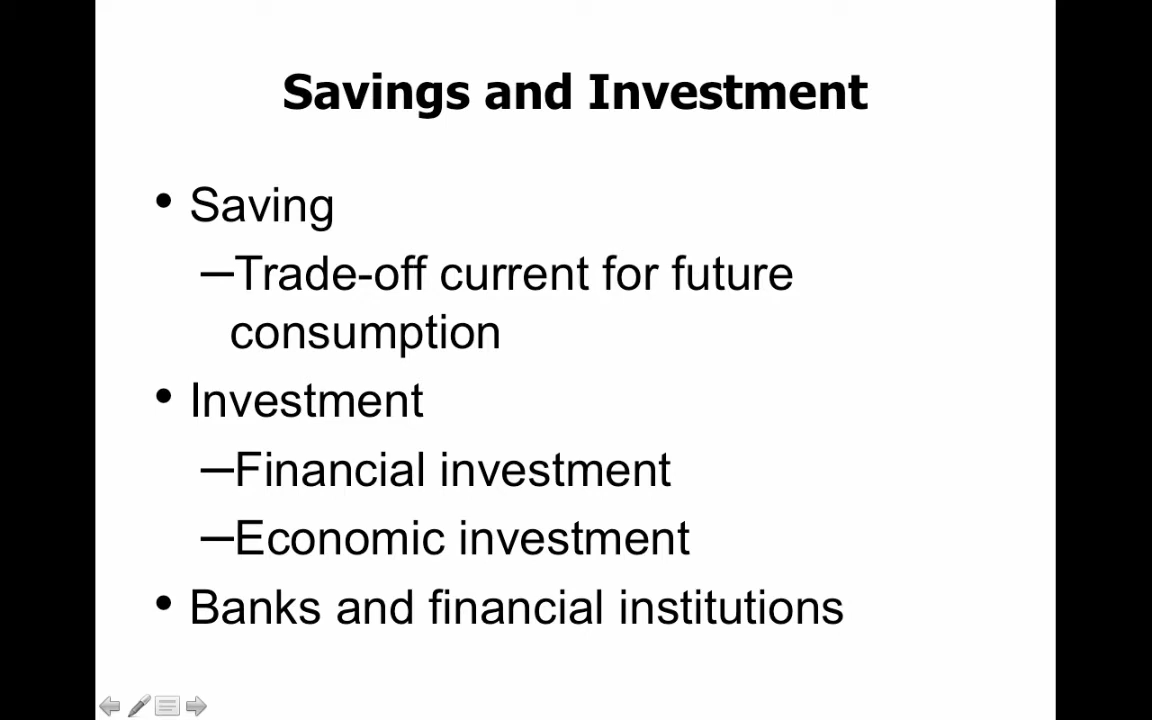 Savings and Investment
• Saving
–Trade-off current for future
consumption
• Investment
–Financial investment
–Economic investment
• Banks and financial institutions